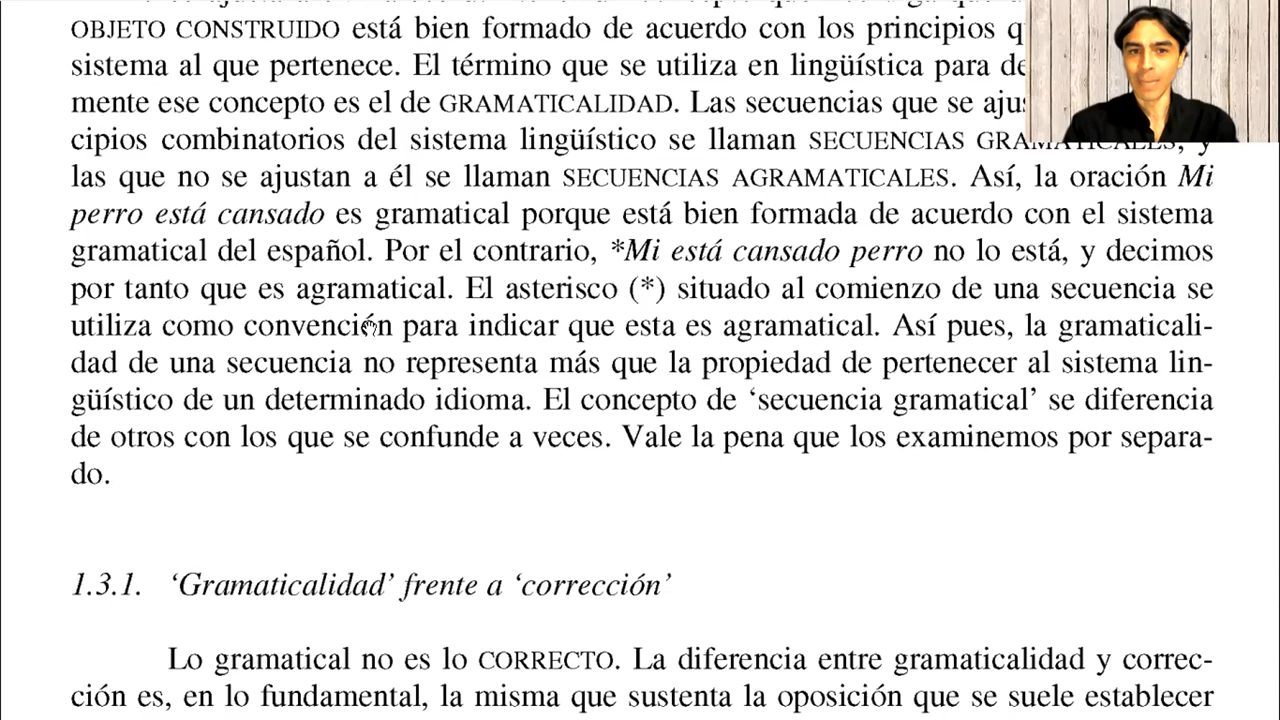 OBJETO CONSTRUIDO está bien formado de acuerdo con los principios
sistema al que pertenece. El término que se utiliza en lingüística para
mente ese concepto es el de GRAMATICALIDAD. Las secuencias que se
cipios combinatorios del sistema lingüístico se llaman SECUENCIAS GRAMATICALES, y
las que no se ajustan a él se llaman SECUENCIAS AGRAMATICALES. Así, la oración Mi
perro está cansado es gramatical porque está bien formada de acuerdo con el sistema
gramatical del español. Por el contrario, *Mi está cansado perro no lo está, y decimos
por tanto que es agramatical. El asterisco (*) situado al comienzo de una secuencia se
utiliza como convención para indicar que esta es agramatical. Así pues, la gramaticali-
dad de una secuencia no representa más que la propiedad de pertenecer al sistema lin-
güístico de un determinado idioma. El concepto de ‘secuencia gramatical’ se diferencia
de otros con los que se confunde a veces. Vale la pena que los examinemos por separa-
do.
1.3.1. ‘Gramaticalidad’ frente a ‘corrección’
Lo gramatical no es lo CORRECTO. La diferencia entre gramaticalidad y correc-
ción es, en lo fundamental, la misma que sustenta la oposición que se suele establecer